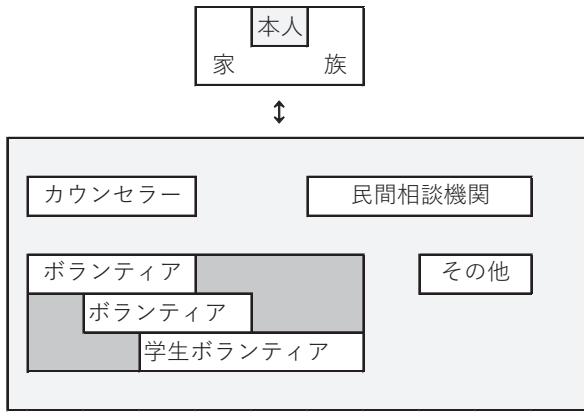 本人
家 族
↕
カウンセラー 民間相談機関
ボランティア その他
ボランティア
学生ボランティア